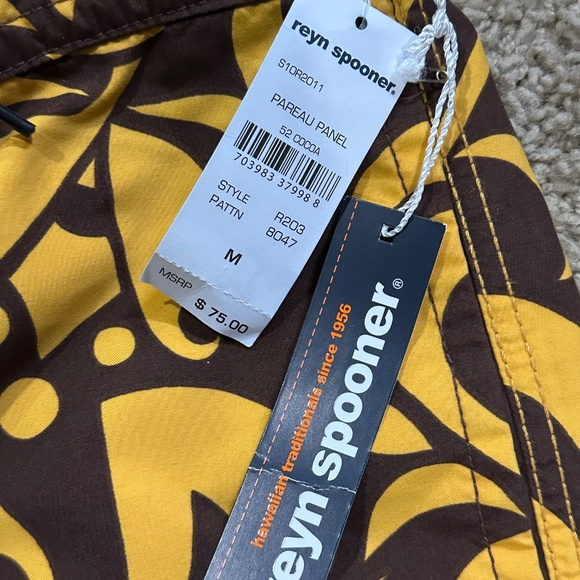 reyn spooner.
S10R2011
PAREAU PANEL
52 COCOA
703983 37998 8
STYLE R203
PATTN 8047
M
MSRP $ 75.00
reyn spooner®
hawaiian traditionals since 1956